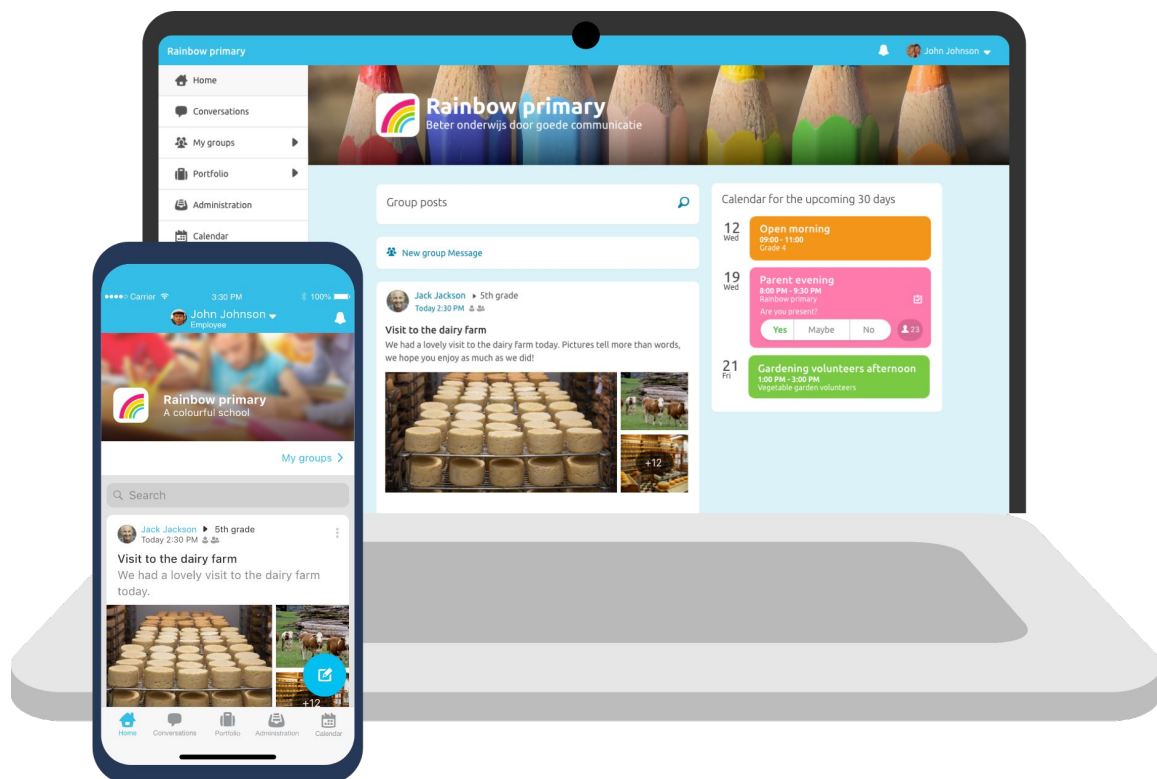 Rainbow primary
John Johnson
Home
Conversations
My groups
Portfolio
Administration
Calendar
Rainbow primary
Beter onderwijs door goede communicatie
Group posts
New group Message
Jack Jackson 5th grade
Today 2:30 PM
Visit to the dairy farm
We had a lovely visit to the dairy farm today. Pictures tell more than words,
we hope you enjoy as much as we did!
+12
Calendar for the upcoming 30 days
12
Wed
Open morning
09:00 - 11:00
Grade 4
19
Wed
Parent evening
8:00 PM - 9:30 PM
Rainbow primary
Are you present?
Yes Maybe No 23
21
Fri
Gardening volunteers afternoon
1:00 PM - 3:00 PM
Vegetable garden volunteers
Carrier 3:30 PM 100%
John Johnson
Employee
Rainbow primary
A colourful school
My groups
Search
Jack Jackson 5th grade
Today 2:30 PM
Visit to the dairy farm
We had a lovely visit to the dairy farm
today.
+12
Home Conversations Portfolio Administration Calendar